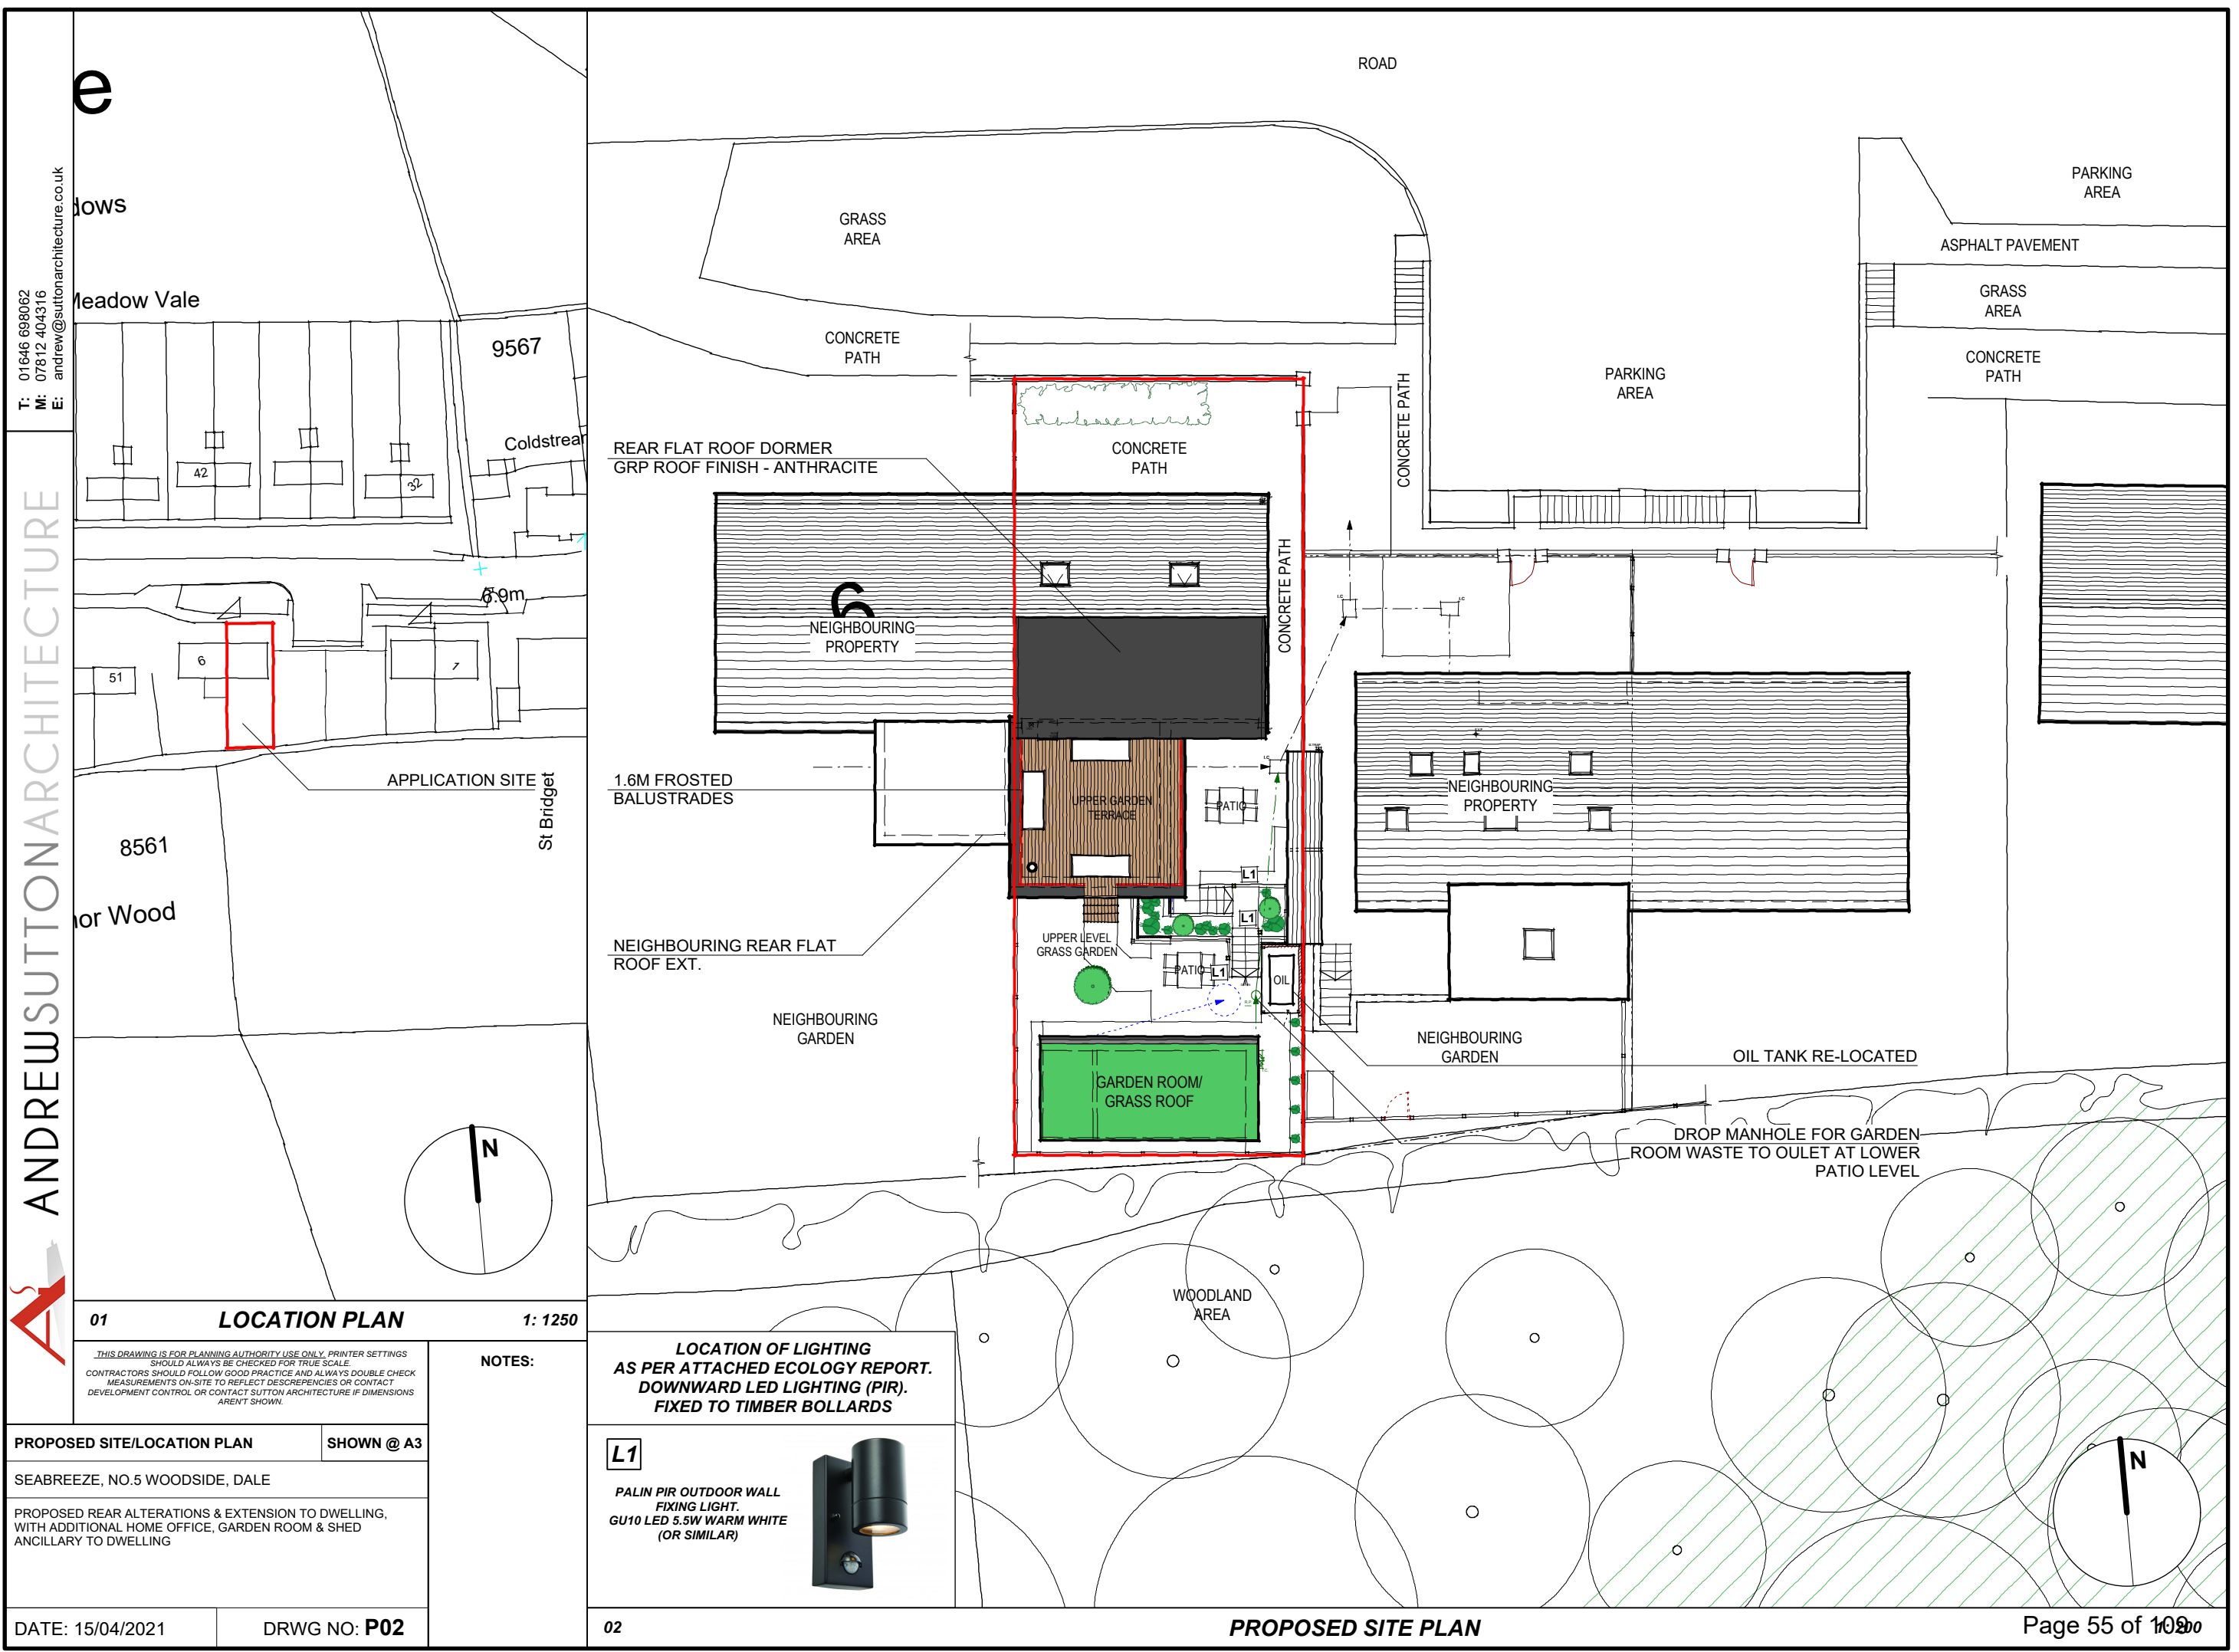 T: 01646 698062
M: 07812 404316
E: andrew@suttonarchitecture.co.uk
ANDREWSUTTONARCHITECTURE
e
dows
Meadow Vale
9567
Coldstrear
42
32
6.9m
6
7
51
APPLICATION SITE
St Bridget
8561
nor Wood
N
01
LOCATION PLAN
1: 1250
THIS DRAWING IS FOR PLANNING AUTHORITY USE ONLY. PRINTER SETTINGS
SHOULD ALWAYS BE CHECKED FOR TRUE SCALE.
CONTRACTORS SHOULD FOLLOW GOOD PRACTICE AND ALWAYS DOUBLE CHECK
MEASUREMENTS ON-SITE TO REFLECT DESCREPENCIES OR CONTACT
DEVELOPMENT CONTROL OR CONTACT SUTTON ARCHITECTURE IF DIMENSIONS
AREN'T SHOWN.
NOTES:
PROPOSED SITE/LOCATION PLAN
SHOWN @ A3
SEABREEZE, NO.5 WOODSIDE, DALE
PROPOSED REAR ALTERATIONS & EXTENSION TO DWELLING,
WITH ADDITIONAL HOME OFFICE, GARDEN ROOM & SHED
ANCILLARY TO DWELLING
DATE: 15/04/2021
DRWG NO: P02
ROAD
GRASS
AREA
PARKING
AREA
ASPHALT PAVEMENT
GRASS
AREA
CONCRETE
PATH
CONCRETE
PATH
PARKING
AREA
CONCRETE PATH
REAR FLAT ROOF DORMER
GRP ROOF FINISH - ANTHRACITE
CONCRETE
PATH
CONCRETE PATH
6
NEIGHBOURING
PROPERTY
I.C
I.C
1.6M FROSTED
BALUSTRADES
UPPER GARDEN
TERRACE
PATIO
I.C
NEIGHBOURING
PROPERTY
L1
L1
NEIGHBOURING REAR FLAT
ROOF EXT.
UPPER LEVEL
GRASS GARDEN
PATIO
L1
OIL
NEIGHBOURING
GARDEN
NEIGHBOURING
GARDEN
OIL TANK RE-LOCATED
GARDEN ROOM/
GRASS ROOF
DROP MANHOLE FOR GARDEN
ROOM WASTE TO OULET AT LOWER
PATIO LEVEL
WOODLAND
AREA
LOCATION OF LIGHTING
AS PER ATTACHED ECOLOGY REPORT.
DOWNWARD LED LIGHTING (PIR).
FIXED TO TIMBER BOLLARDS
L1
PALIN PIR OUTDOOR WALL
FIXING LIGHT.
GU10 LED 5.5W WARM WHITE
(OR SIMILAR)
N
02
PROPOSED SITE PLAN
Page 55 of 109